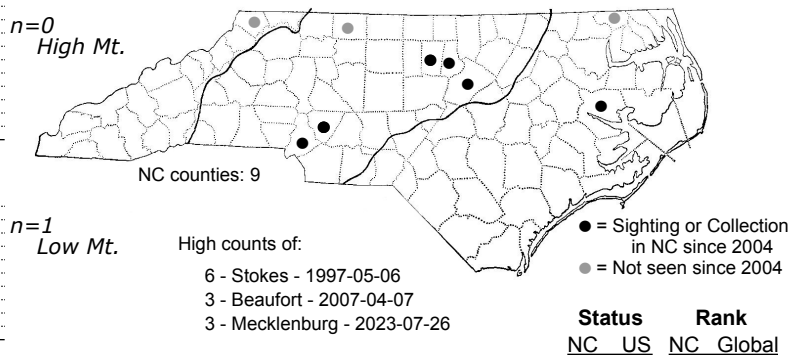 n=0
High Mt.
NC counties: 9
n=1
Low Mt.
High counts of:
6 - Stokes - 1997-05-06
3 - Beaufort - 2007-04-07
3 - Mecklenburg - 2023-07-26
= Sighting or Collection
in NC since 2004
= Not seen since 2004
Status Rank
NC US NC Global